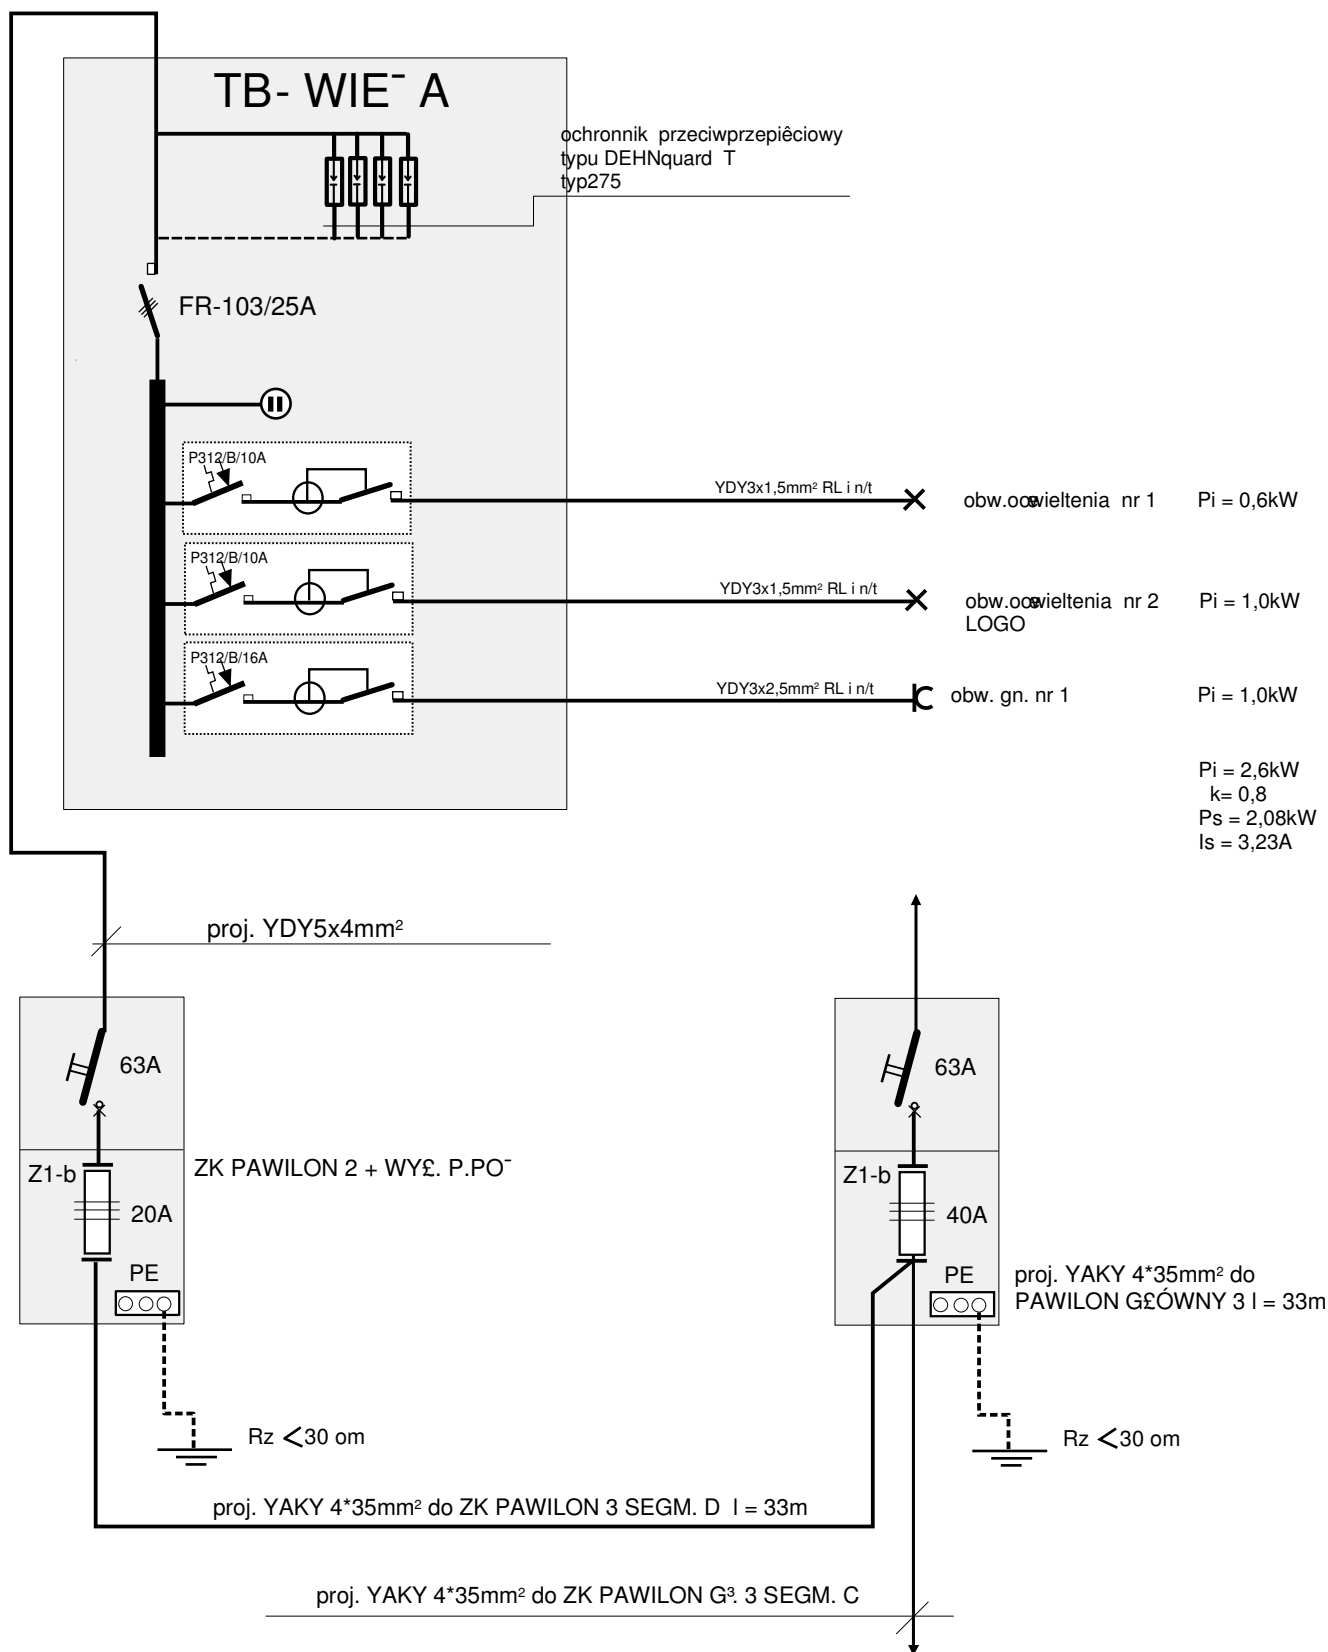 TB- WIE¯ A
ochronnik przeciwprzepiêciowy
typu DEHNquard T
typ275
FR-103/25A
P312/B/10A
YDY3x1,5mm² RL i n/t
nr 1
Pi = 0,6kW
P312/B/10A
YDY3x1,5mm² RL i n/t
nr 2
Pi = 1,0kW
LOGO
P312/B/16A
YDY3x2,5mm² RL i n/t
obw. gn. nr 1
Pi = 1,0kW
Pi = 2,6kW
k= 0,8
Ps = 2,08kW
Is = 3,23A
proj. YDY5x4mm²
63A
63A
ZK PAWILON 2 + WY£. P.PO¯
Z1-b
20A
Z1-b
40A
PE
PE
proj. YAKY 4*35mm² do
PAWILON G£ÓWNY 3 l = 33m
Rz <30 om
Rz <30 om
proj. YAKY 4*35mm² do ZK PAWILON 3 SEGM. D l = 33m
proj. YAKY 4*35mm² do ZK PAWILON G³. 3 SEGM. C